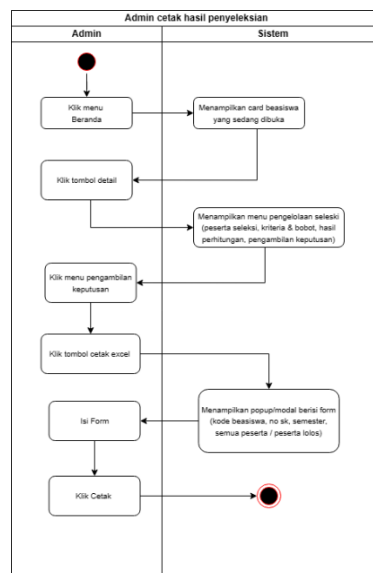 Admin cetak hasil penyeleksian
Admin
Sistem
Klik menu
Beranda
Menampilkan card beasiswa
yang sedang dibuka
Klik tombol detail
Menampilkan menu pengelolaan seleski
(peserta seleksi, kriteria & bobot, hasil
perhitungan, pengambilan keputusan)
Klik menu pengambilan
keputusan
Klik tombol cetak excel
Menampilkan popup/modal berisi form
(kode beasiswa, no sk, semester,
semua peserta / peserta lolos)
Isi Form
Klik Cetak